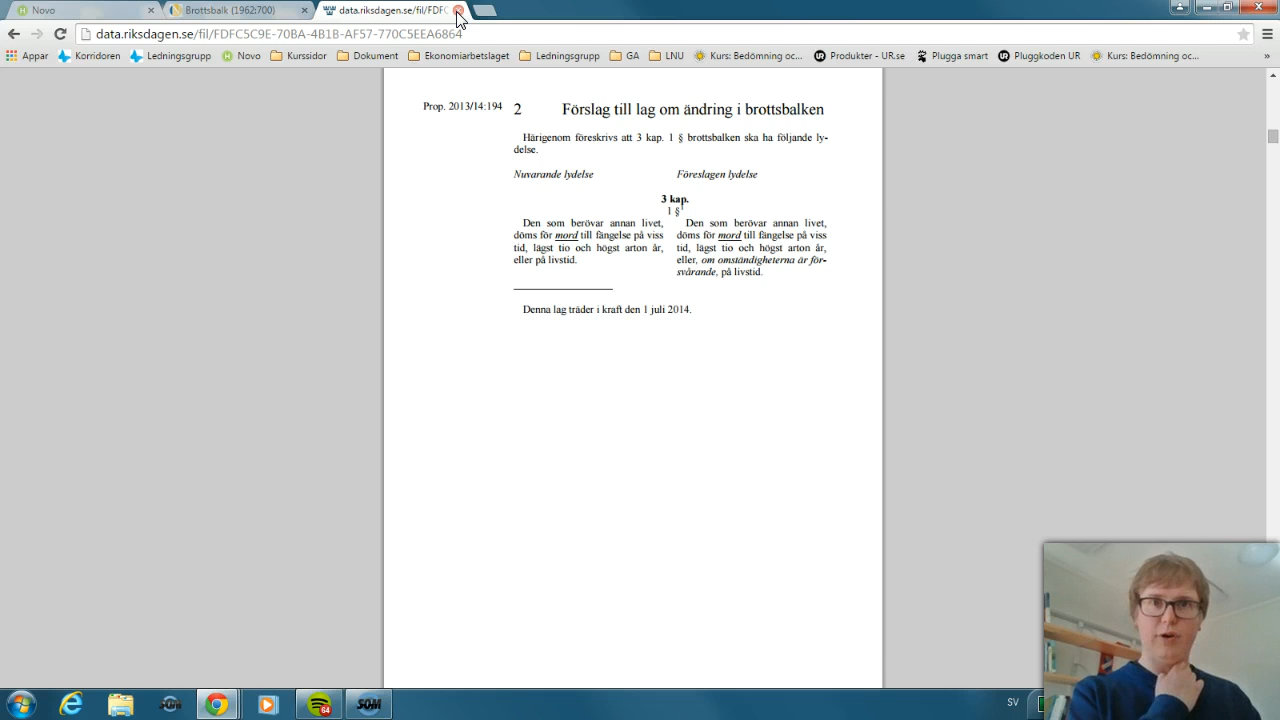 Novo
Brottsbalk (1962:700)
data.riksdagen.se/fil/FDFC
data.riksdagen.se/fil/FDFC5C9E-70BA-4B1B-AF57-770C5EEA6864
Appar Korridoren Ledningsgrupp Novo Kurssidor Dokument Ekonomiarbetslaget Ledningsgrupp GA LNU Kurs: Bedömning oc... Produkter - UR.se Plugga smart Pluggkoden UR Kurs: Bedömning oc... »
Prop. 2013/14:194
2 Förslag till lag om ändring i brottsbalken
Härigenom föreskrivs att 3 kap. 1 § brottsbalken ska ha följande ly-
delse.
Nuvarande lydelse
Föreslagen lydelse
3 kap.
1 §1
Den som berövar annan livet,
döms för mord till fängelse på viss
tid, lägst tio och högst arton år,
eller på livstid.
Den som berövar annan livet,
döms för mord till fängelse på viss
tid, lägst tio och högst arton år,
eller, om omständigheterna är för-
svårande, på livstid.
Denna lag träder i kraft den 1 juli 2014.
SOM
64
SOM
SV